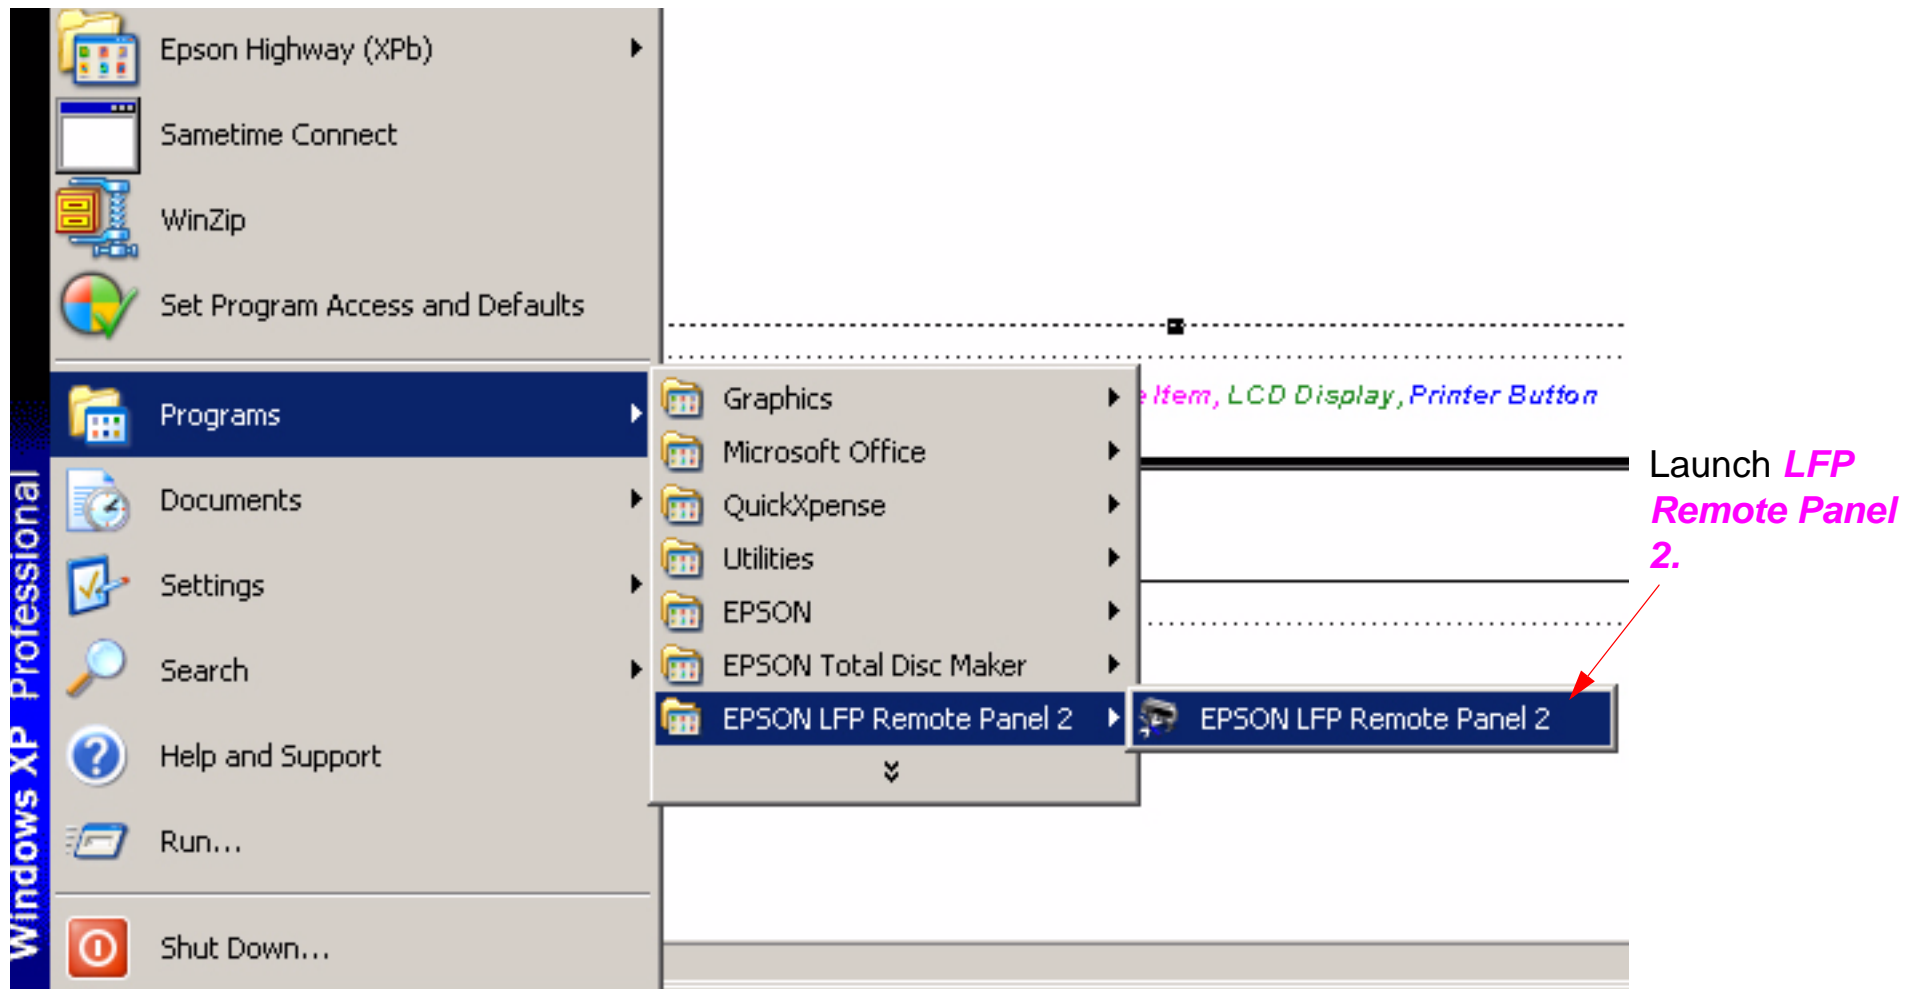 Epson Highway (XPb)
Sametime Connect
WinZip
Set Program Access and Defaults
Programs
Documents
Settings
Search
Help and Support
Run...
Shut Down...
Windows XP Professional
Graphics
Microsoft Office
QuickXpense
Utilities
EPSON
EPSON Total Disc Maker
EPSON LFP Remote Panel 2
EPSON LFP Remote Panel 2
Item, LCD Display, Printer Button
Launch LFP
Remote Panel
2.